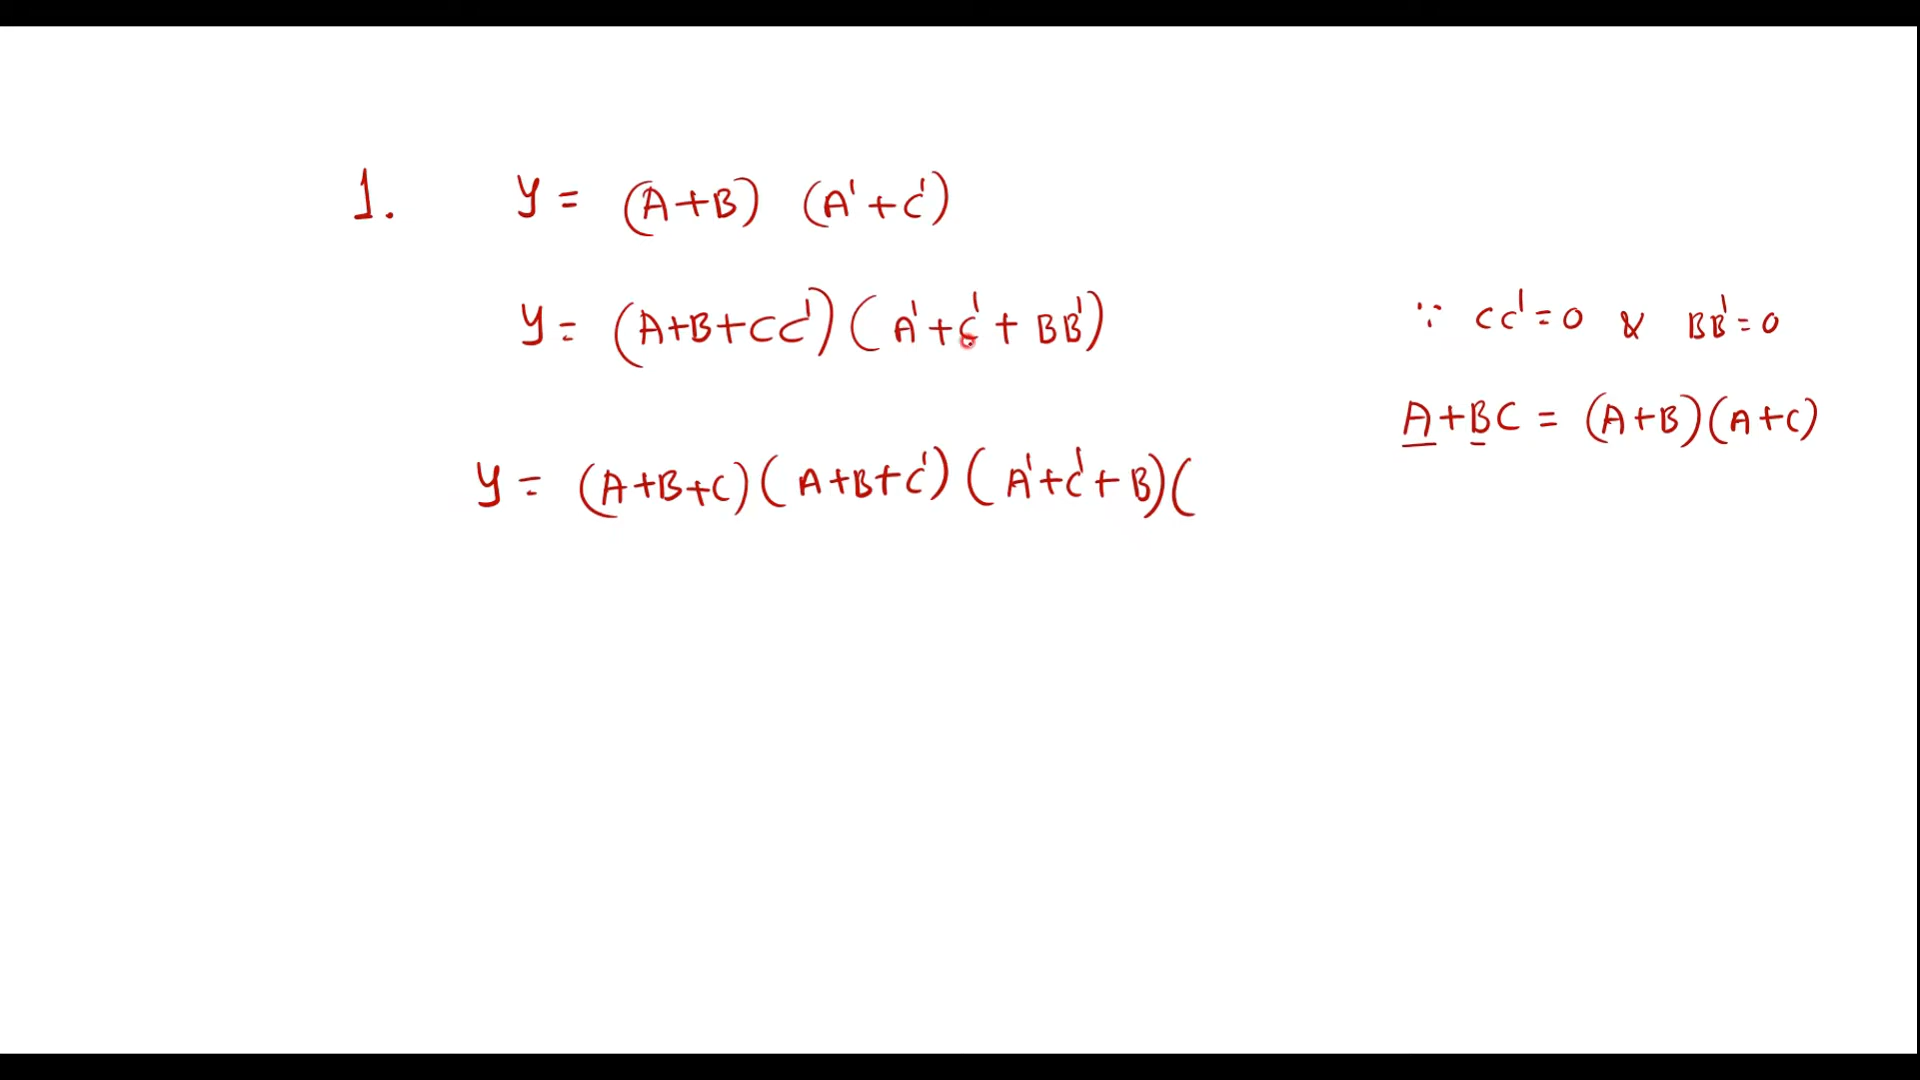 1. y = (A+B) (A'+C')
y = (A+B+CC')(A'+C'+BB')
∵ CC'=0 & BB'=0
A+BC = (A+B)(A+C)
y = (A+B+C)(A+B+C')(A'+C'+B)(